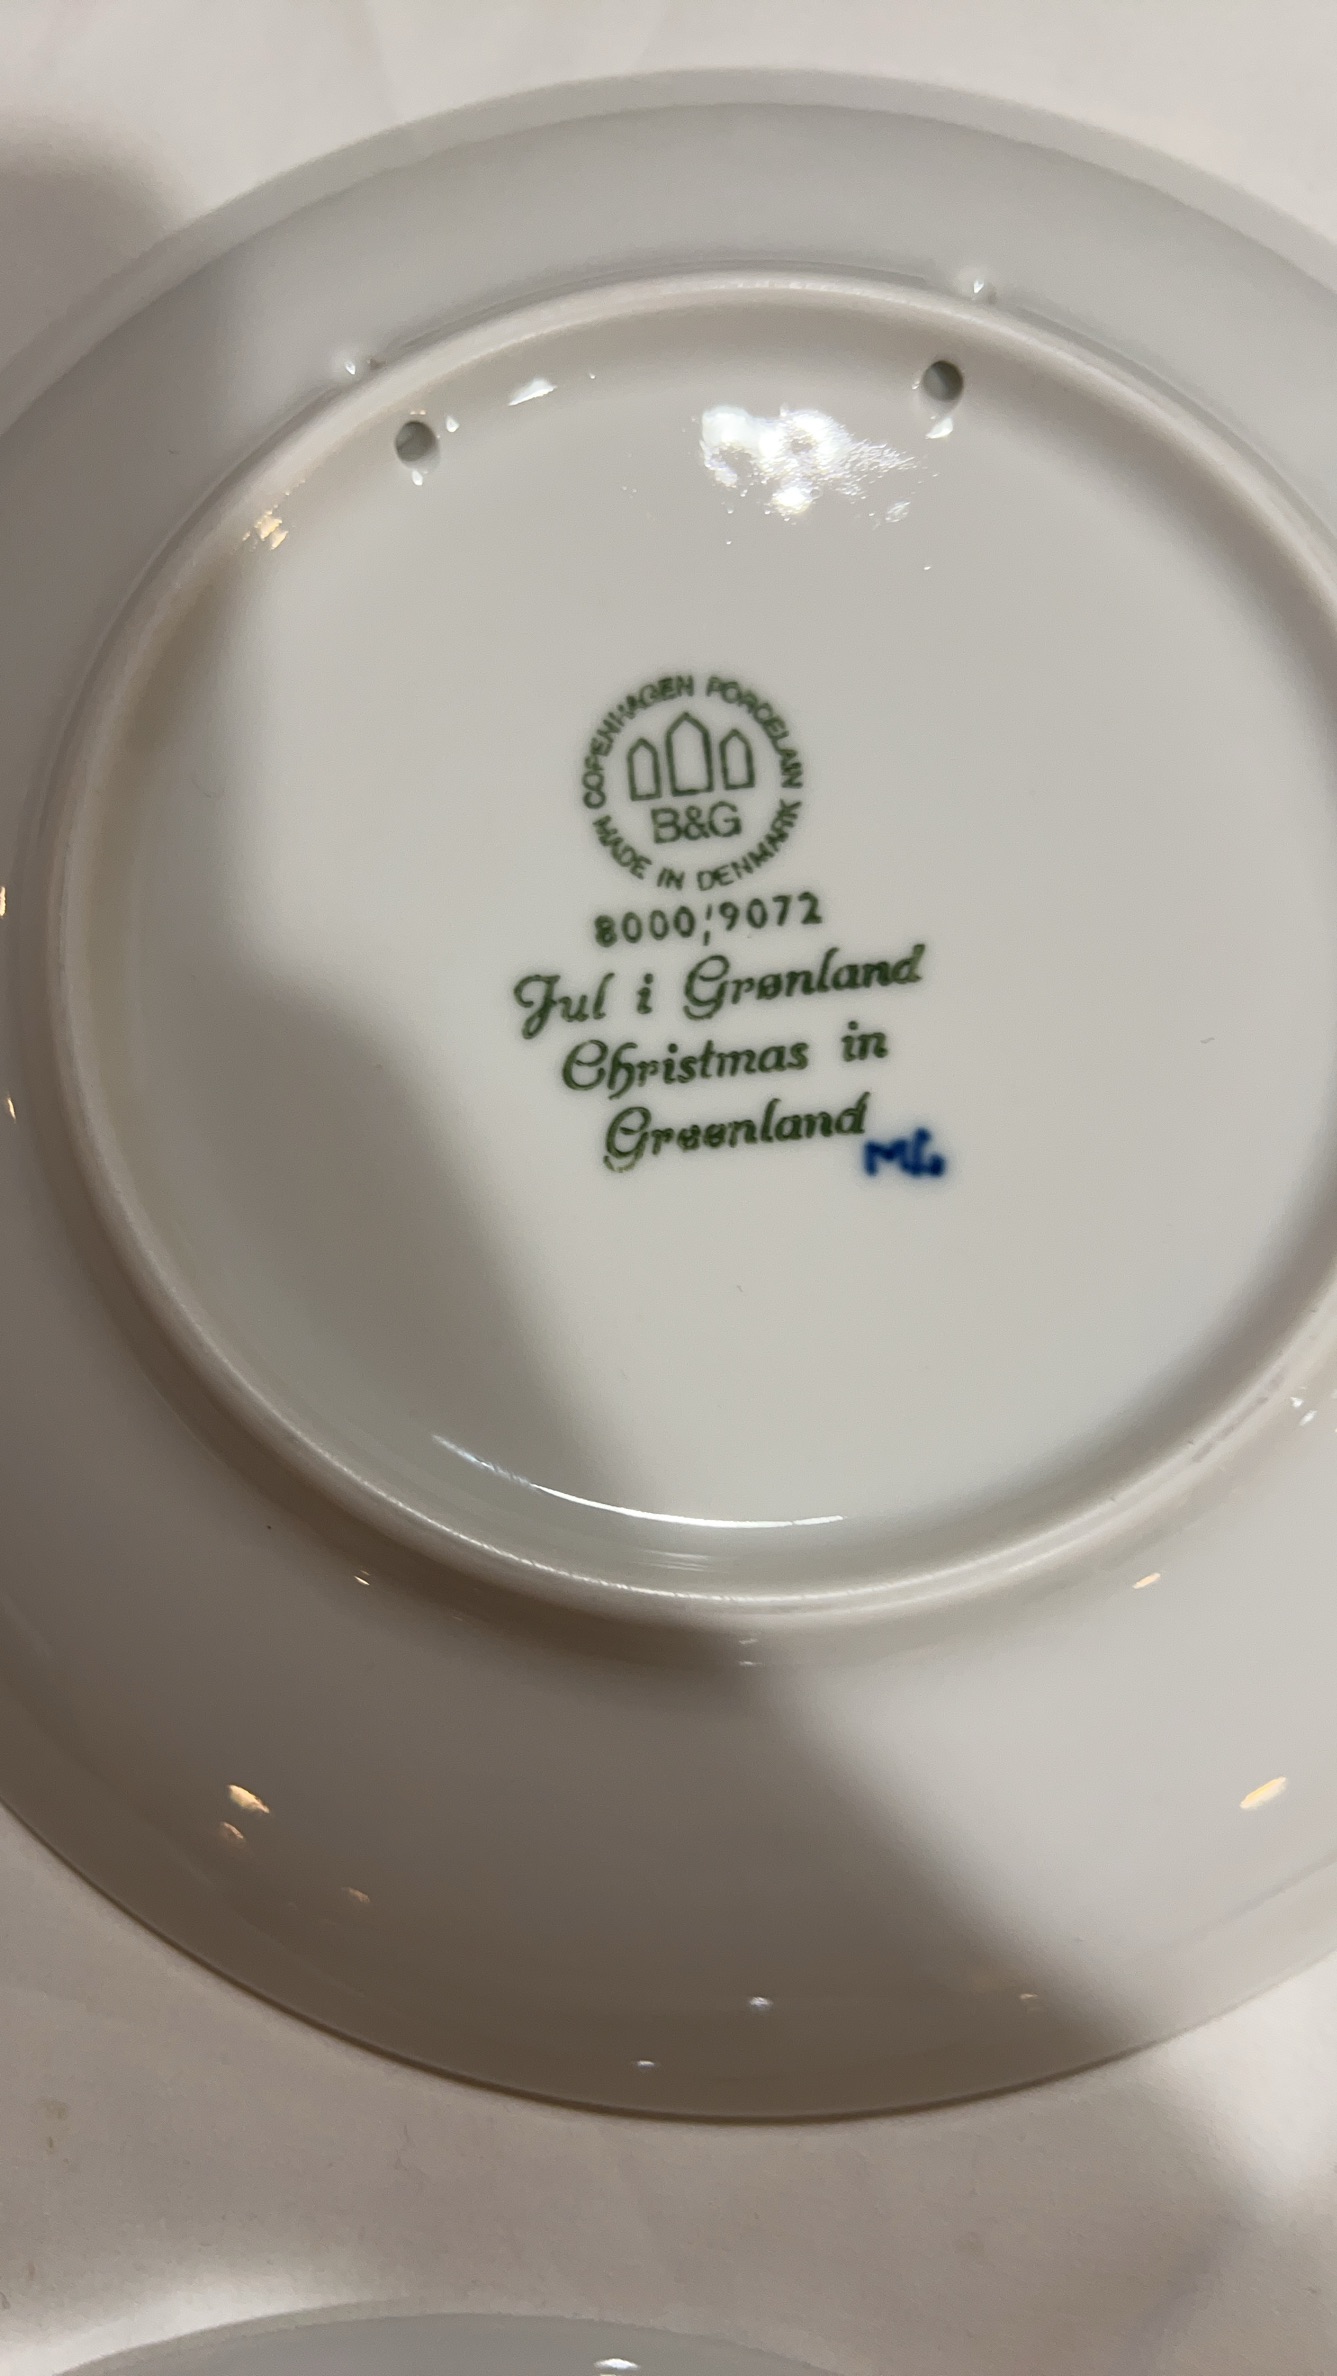 COPENHAGEN PORCELAIN
B&G
MADE IN DENMARK
8000/9072
Jul i Grønland
Christmas in
Greenland